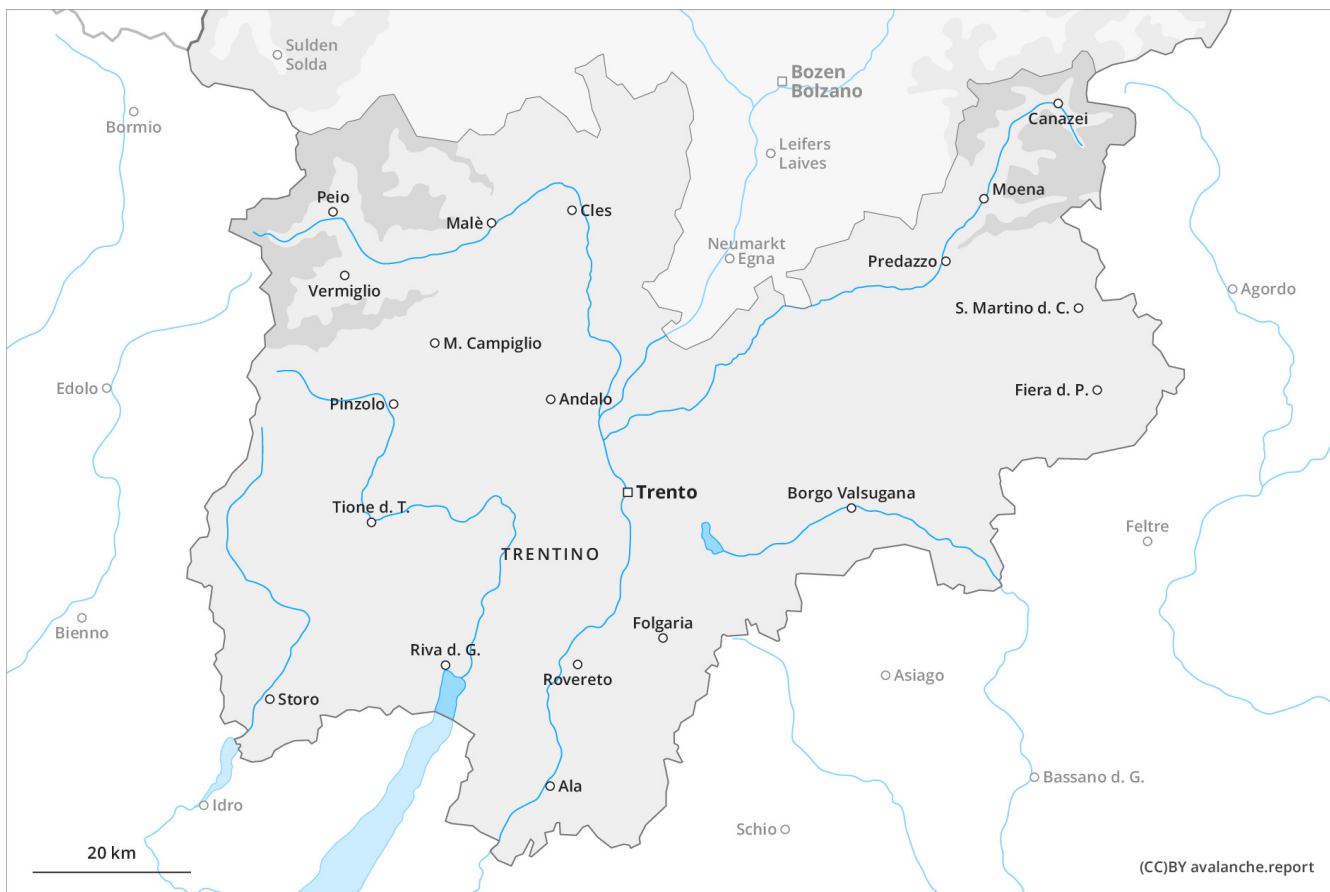 Sulden
Solda
Bozen
Bolzano
Bormio
Canazei
Leifers
Laives
Peio
Moena
Malè
Cles
Neumarkt
Egna
Predazzo
Vermiglio
Agordo
S. Martino d. C.
M. Campiglio
Edolo
Fiera d. P.
Andalo
Pinzolo
Trento
Borgo Valsugana
Tione d. T.
Feltre
TRENTINO
Bienno
Folgaria
Riva d. G.
Rovereto
Asiago
Storo
Bassano d. G.
Ala
Idro
Schio
20 km
(CC)BY avalanche.report